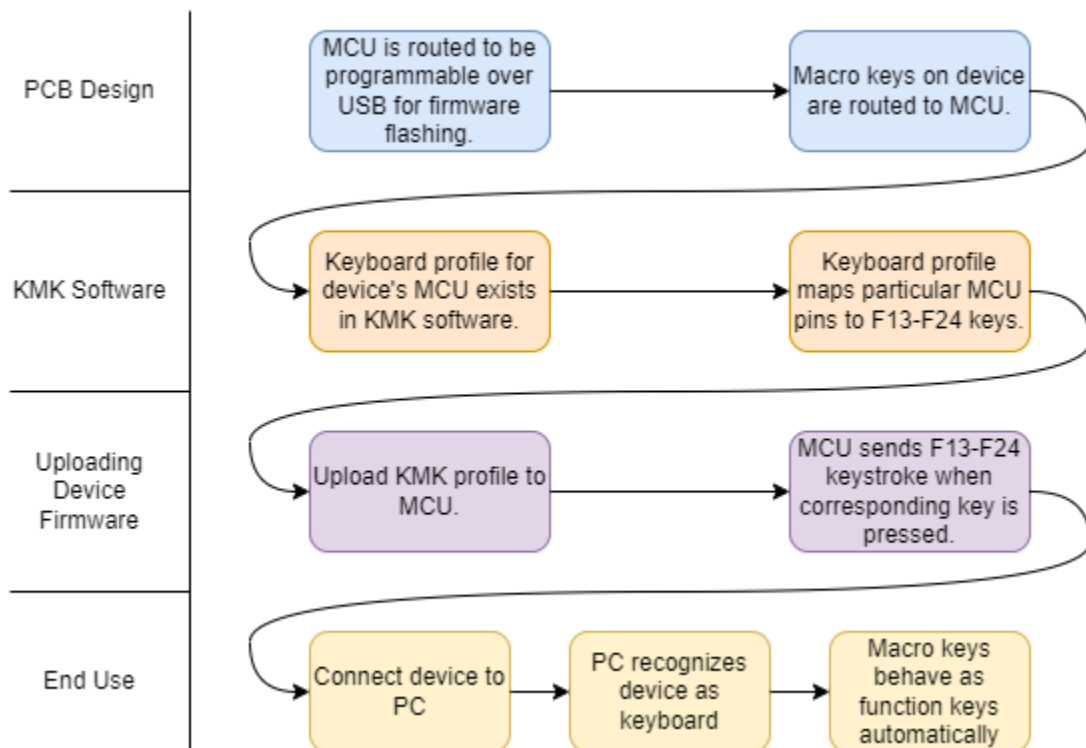 PCB Design
MCU is routed to be
programmable over
USB for firmware
flashing.
Macro keys on device
are routed to MCU.
KMK Software
Keyboard profile for
device's MCU exists
in KMK software.
Keyboard profile
maps particular MCU
pins to F13-F24 keys.
Uploading
Device
Firmware
Upload KMK profile to
MCU.
MCU sends F13-F24
keystroke when
corresponding key is
pressed.
End Use
Connect device to
PC
PC recognizes
device as
keyboard
Macro keys
behave as
function keys
automatically